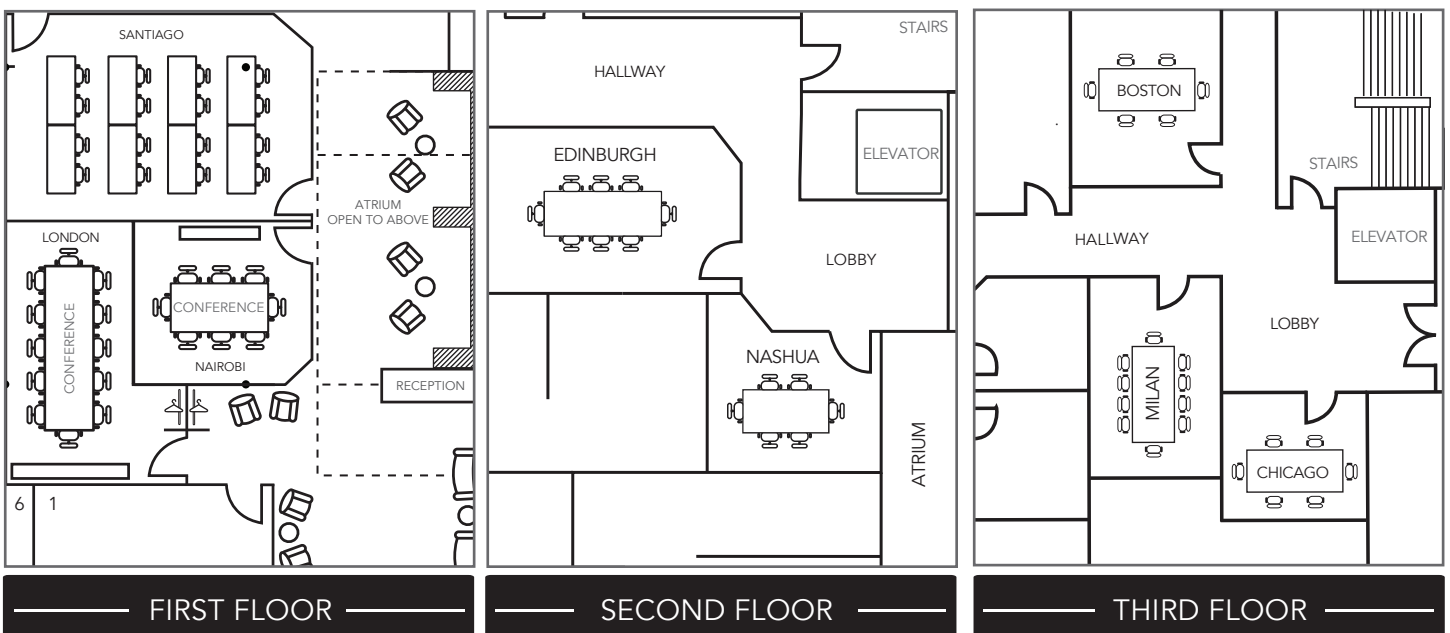 SANTIAGO
ATRIUM
OPEN TO ABOVE
LONDON
CONFERENCE
CONFERENCE
NAIROBI
RECEPTION
6
1
FIRST FLOOR
STAIRS
HALLWAY
ELEVATOR
EDINBURGH
LOBBY
NASHUA
ATRIUM
SECOND FLOOR
BOSTON
STAIRS
HALLWAY
ELEVATOR
LOBBY
MILAN
CHICAGO
THIRD FLOOR